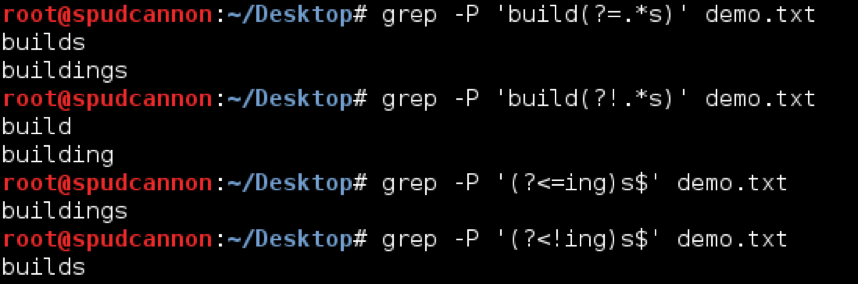 root@spudcannon:~/Desktop# grep -P 'build(?=.*s)' demo.txt
builds
buildings
root@spudcannon:~/Desktop# grep -P 'build(?!.*s)' demo.txt
build
building
root@spudcannon:~/Desktop# grep -P '(?<=ing)s$' demo.txt
buildings
root@spudcannon:~/Desktop# grep -P '(?<!ing)s$' demo.txt
builds